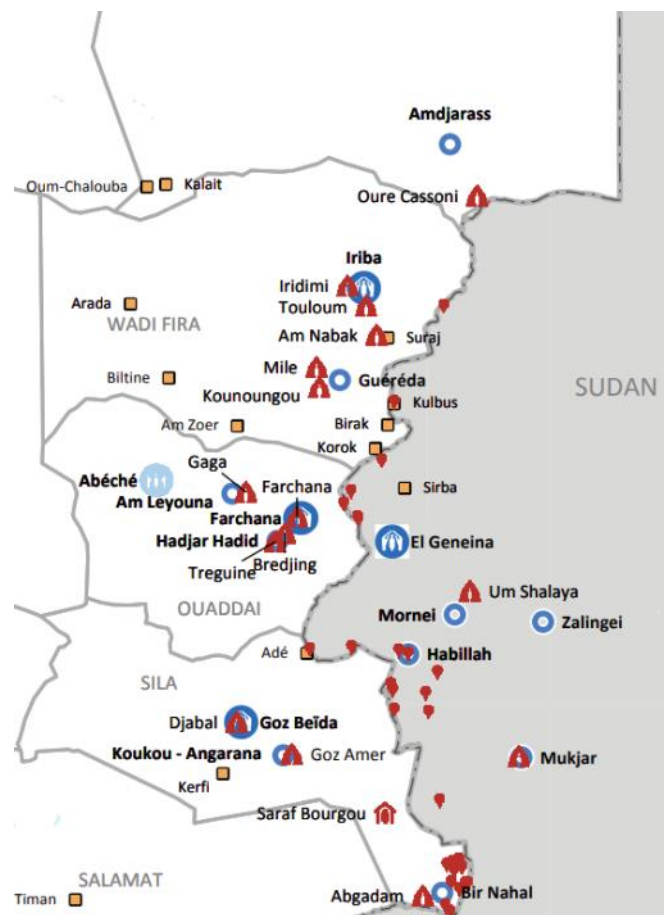 Amdjarass
Oum-Chalouba
Kalait
Oure Cassoni
Iriba
Iridimi
Touloum
Arada
WADI FIRA
Am Nabak
Suraj
Mile
Biltine
Guéréda
SUDAN
Kounoungou
Kulbus
Am Zoer
Birak
Korok
Gaga
Abéché
Farchana
Sirba
Am Leyouna
Farchana
Hadjar Hadid
El Geneina
Treguine
Bredjing
Um Shalaya
OUADDAI
Mornei
Zalingei
Adé
Habillah
SILA
Djabal
Goz Beïda
Koukou - Angarana
Goz Amer
Mukjar
Kerfi
Saraf Bourgou
SALAMAT
Timan
Abgadam
Bir Nahal